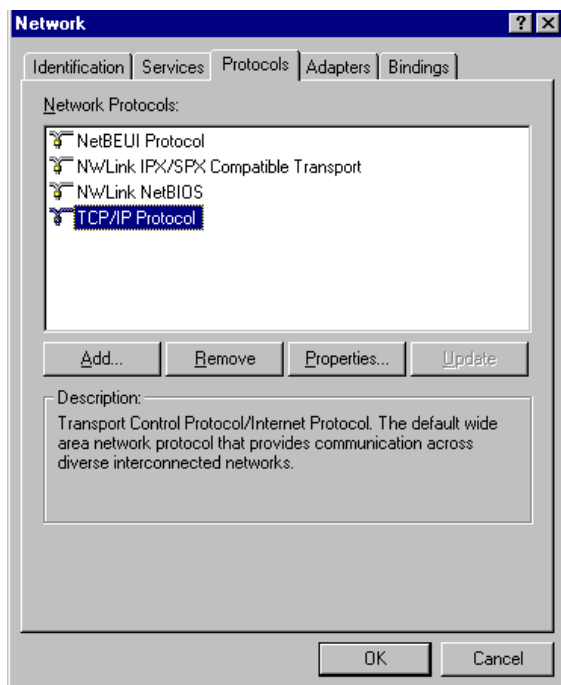 Network
Identification Services Protocols Adapters Bindings
Network Protocols:
NetBEUI Protocol
NWLink IPX/SPX Compatible Transport
NWLink NetBIOS
TCP/IP Protocol
Add... Remove Properties... Update
Description:
Transport Control Protocol/Internet Protocol. The default wide
area network protocol that provides communication across
diverse interconnected networks.
OK Cancel